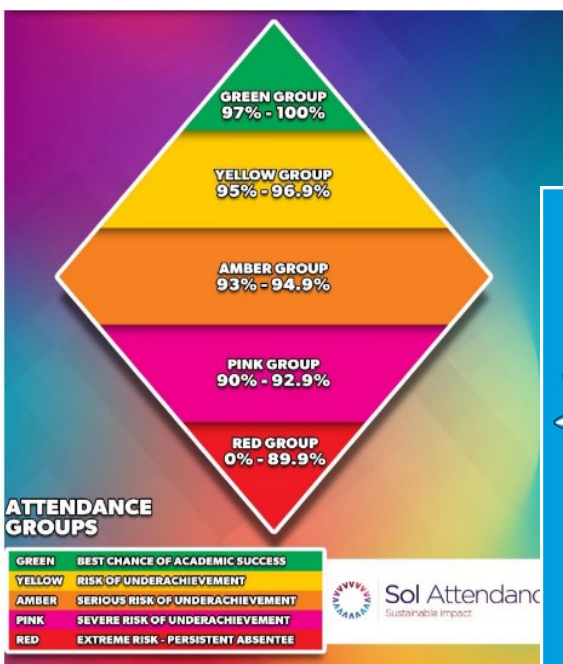 GREEN GROUP
97% - 100%
YELLOW GROUP
95% - 96.9%
AMBER GROUP
93% - 94.9%
PINK GROUP
90% - 92.9%
RED GROUP
0% - 89.9%
ATTENDANCE
GROUPS
GREEN BEST CHANCE OF ACADEMIC SUCCESS
YELLOW RISK OF UNDERACHIEVEMENT
AMBER SERIOUS RISK OF UNDERACHIEVEMENT
PINK SEVERE RISK OF UNDERACHIEVEMENT
RED EXTREME RISK - PERSISTENT ABSENTEE
Sol Attendanc
Sustainable impact